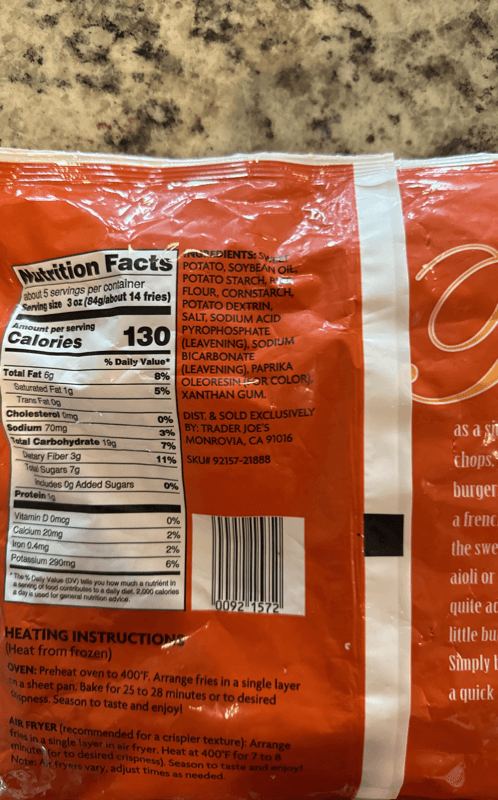 Nutrition Facts
about 5 servings per container
Serving size 3 oz (84g/about 14 fries)
Amount per serving
Calories 130
% Daily Value*
Total Fat 6g 8%
Saturated Fat 1g 5%
Trans Fat 0g
Cholesterol 0mg 0%
Sodium 70mg 3%
Total Carbohydrate 19g 7%
Dietary Fiber 3g 11%
Total Sugars 7g
Includes 0g Added Sugars 0%
Protein 1g
Vitamin D 0mcg 0%
Calcium 20mg 2%
Iron 0.4mg 2%
Potassium 290mg 6%
*The % Daily Value (DV) tells you how much a nutrient in
a serving of food contributes to a daily diet. 2,000 calories
a day is used for general nutrition advice.
INGREDIENTS: SWEET
POTATO, SOYBEAN OIL,
POTATO STARCH, RICE
FLOUR, CORNSTARCH,
POTATO DEXTRIN,
SALT, SODIUM ACID
PYROPHOSPHATE
(LEAVENING), SODIUM
BICARBONATE
(LEAVENING), PAPRIKA
OLEORESIN (FOR COLOR),
XANTHAN GUM.
DIST. & SOLD EXCLUSIVELY
BY: TRADER JOE'S
MONROVIA, CA 91016
SKU# 92157-21888
0092 1572
HEATING INSTRUCTIONS
(Heat from frozen)
OVEN: Preheat oven to 400°F. Arrange fries in a single layer
on a sheet pan. Bake for 25 to 28 minutes or to desired
crispness. Season to taste and enjoy!
AIR FRYER (recommended for a crispier texture): Arrange
fries in a single layer in air fryer. Heat at 400°F for 7 to 8
minutes (or to desired crispness). Season to taste and enjoy!
Note: Air fryers vary, adjust times as needed.
as a
chops,
burger
a frenc
the swe
aioli or
quite
little
Simply
a quick